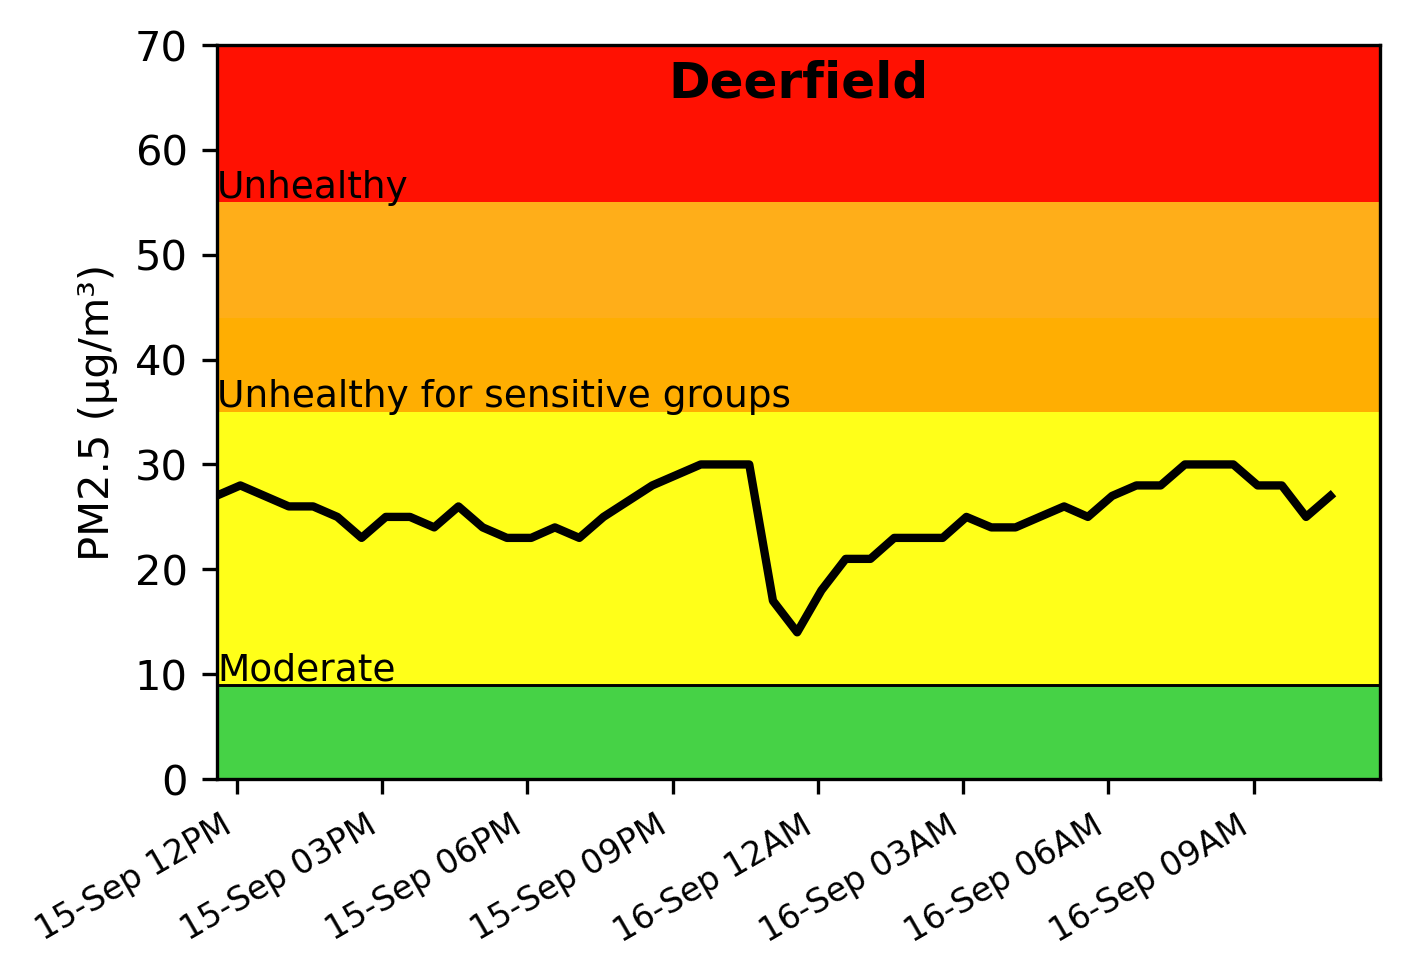 Deerfield
70
60
50
40
30
20
10
0
PM2.5 (µg/m³)
Unhealthy
Unhealthy for sensitive groups
Moderate
15-Sep 12PM
15-Sep 03PM
15-Sep 06PM
15-Sep 09PM
16-Sep 12AM
16-Sep 03AM
16-Sep 06AM
16-Sep 09AM